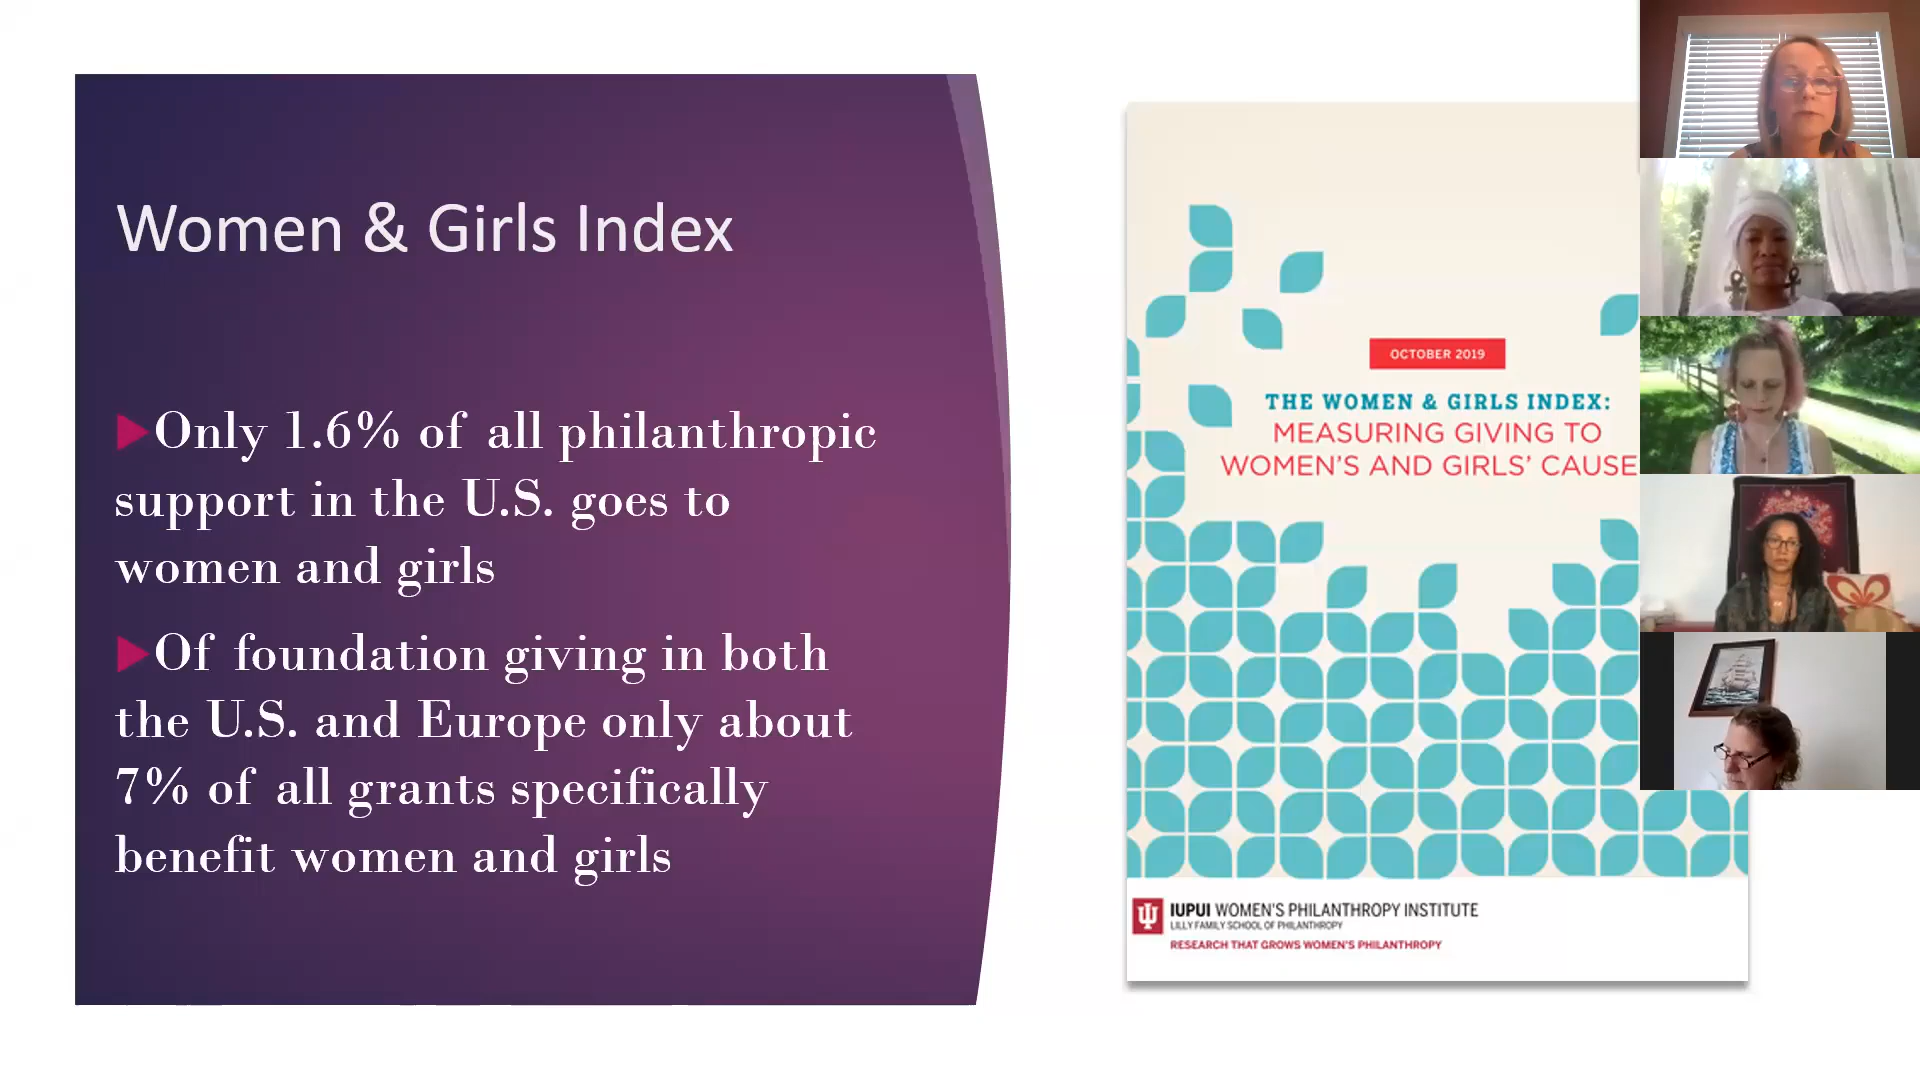 Women & Girls Index
Only 1.6% of all philanthropic
support in the U.S. goes to
women and girls
Of foundation giving in both
the U.S. and Europe only about
7% of all grants specifically
benefit women and girls
OCTOBER 2019
THE WOMEN & GIRLS INDEX:
MEASURING GIVING TO
WOMEN'S AND GIRLS' CAUSE
IUPUI WOMEN'S PHILANTHROPY INSTITUTE
LILLY FAMILY SCHOOL OF PHILANTHROPY
RESEARCH THAT GROWS WOMEN'S PHILANTHROPY